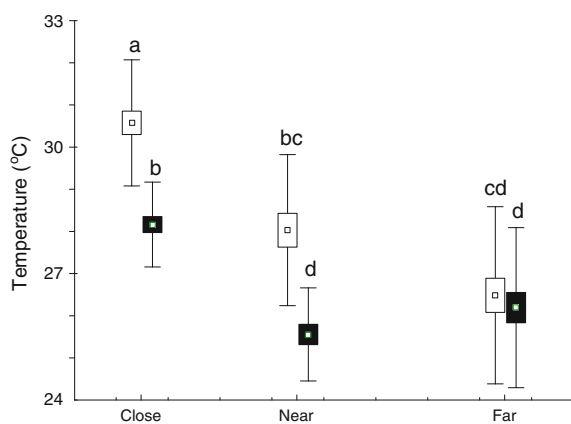 33
30
27
24
Temperature (°C)
a
b
bc
d
cd
d
Close Near Far